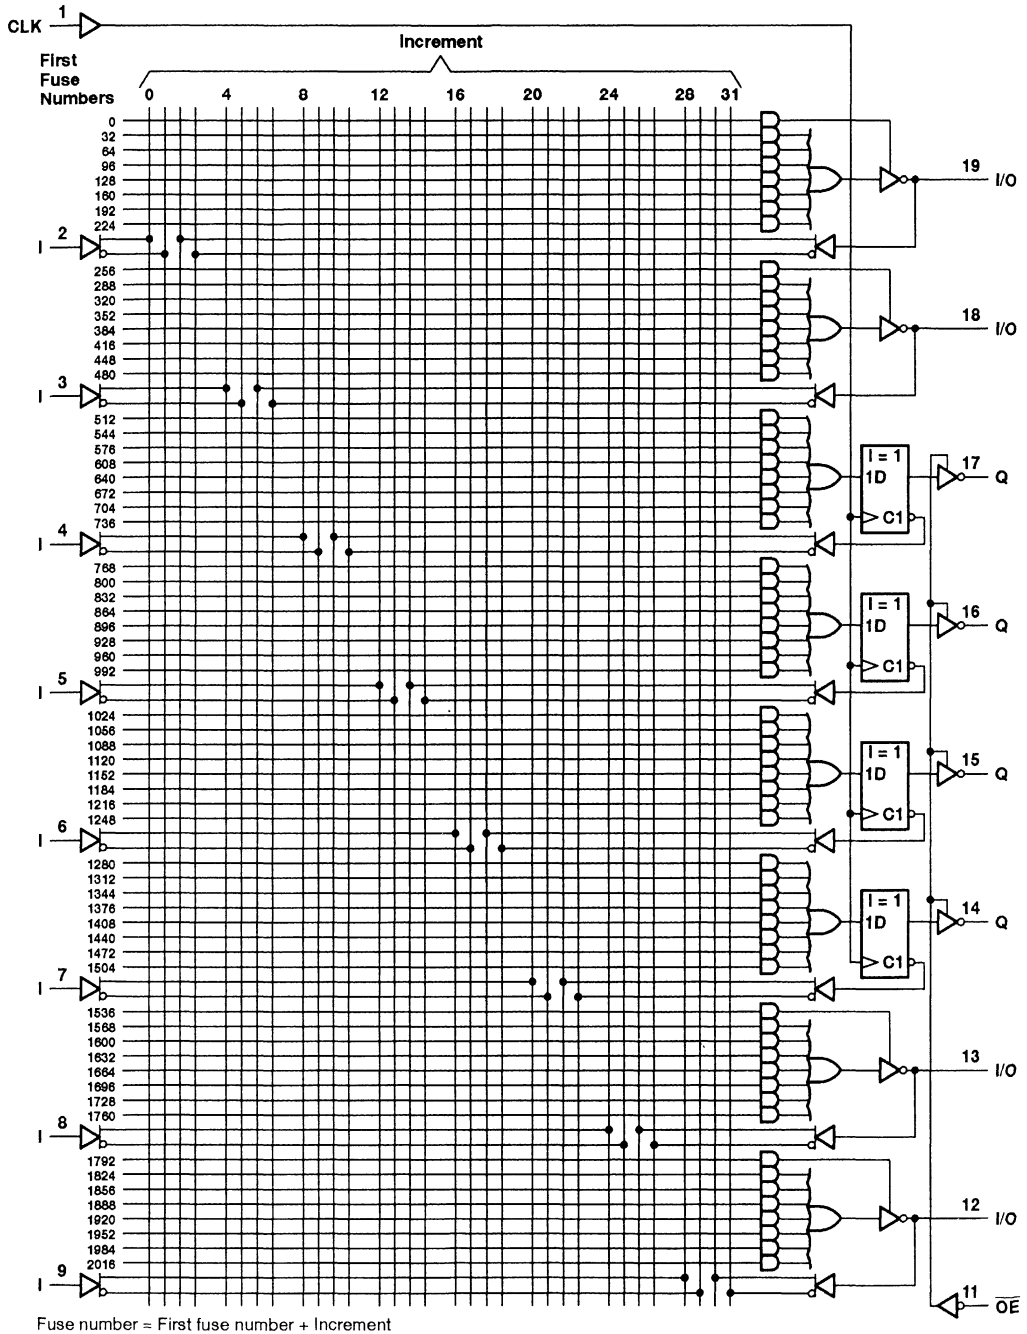 CLK 1
Increment
First
Fuse
Numbers
0 4 8 12 16 20 24 28 31
0
32
64
96
128
160
192
224
19 I/O
I 2
256
288
320
352
384
416
448
480
18 I/O
I 3
512
544
576
608
640
672
704
736
I = 1
1D
C1
17 Q
I 4
768
800
832
864
896
928
960
992
I = 1
1D
C1
16 Q
I 5
1024
1056
1088
1120
1152
1184
1216
1248
I = 1
1D
C1
15 Q
I 6
1280
1312
1344
1376
1408
1440
1472
1504
I = 1
1D
C1
14 Q
I 7
1536
1568
1600
1632
1664
1696
1728
1760
13 I/O
I 8
1792
1824
1856
1888
1920
1952
1984
2016
12 I/O
I 9
11 O̅E̅
Fuse number = First fuse number + Increment